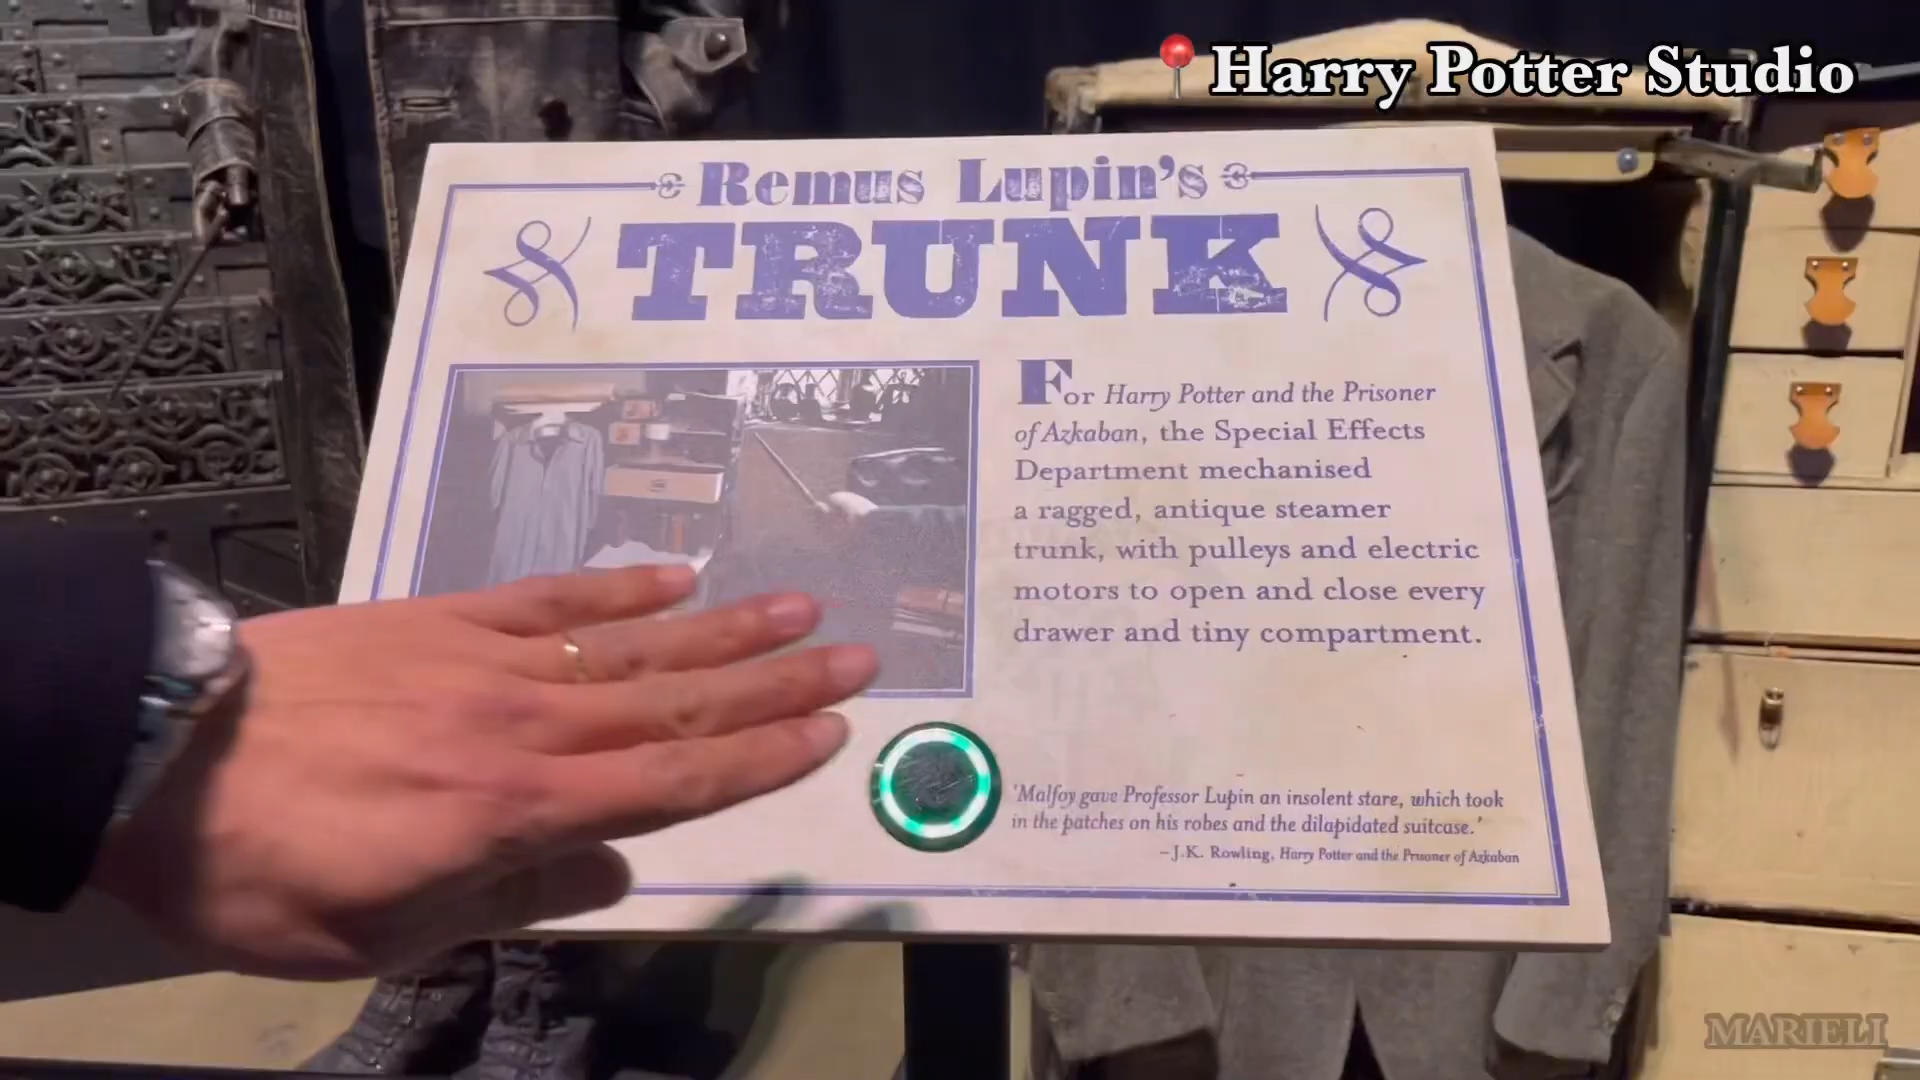 📍Harry Potter Studio
Remus Lupin's
TRUNK
For Harry Potter and the Prisoner
of Azkaban, the Special Effects
Department mechanised
a ragged, antique steamer
trunk, with pulleys and electric
motors to open and close every
drawer and tiny compartment.
'Malfoy gave Professor Lupin an insolent stare, which took
in the patches on his robes and the dilapidated suitcase.'
–J.K. Rowling, Harry Potter and the Prisoner of Azkaban
MARIELI